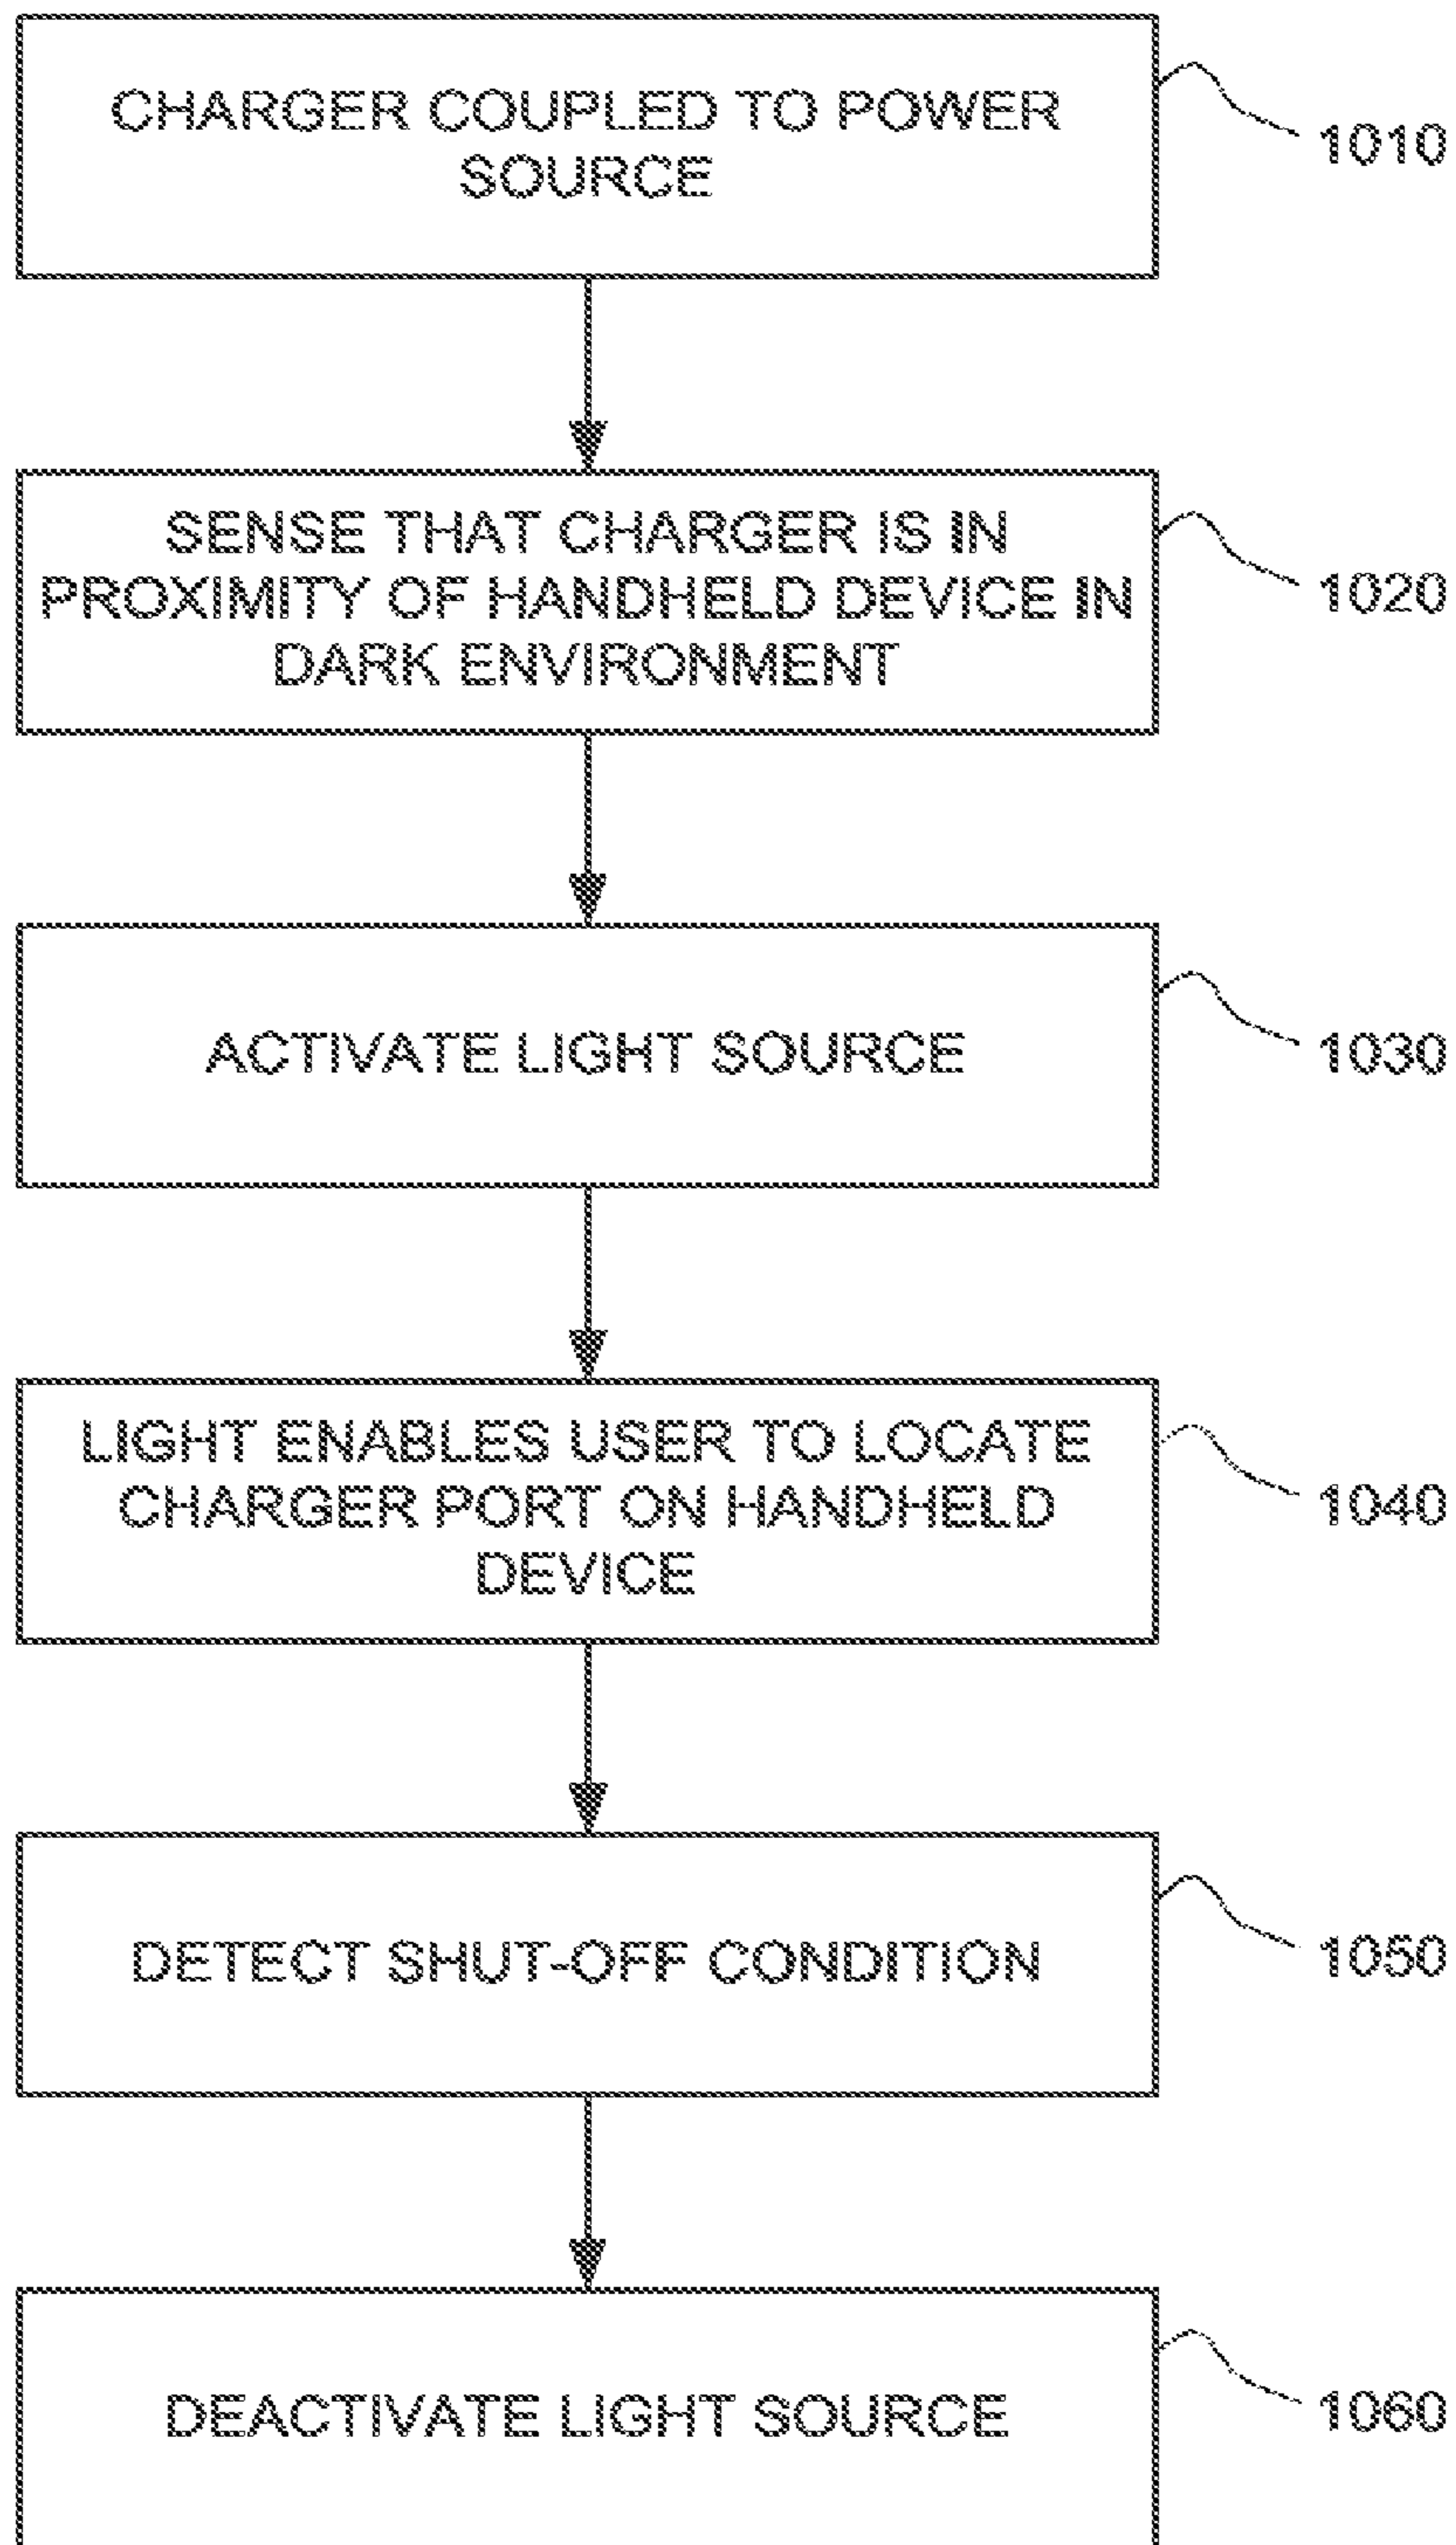 CHARGER COUPLED TO POWER
SOURCE
1010
SENSE THAT CHARGER IS IN
PROXIMITY OF HANDHELD DEVICE IN
DARK ENVIRONMENT
1020
ACTIVATE LIGHT SOURCE
1030
LIGHT ENABLES USER TO LOCATE
CHARGER PORT ON HANDHELD
DEVICE
1040
DETECT SHUT-OFF CONDITION
1050
DEACTIVATE LIGHT SOURCE
1060